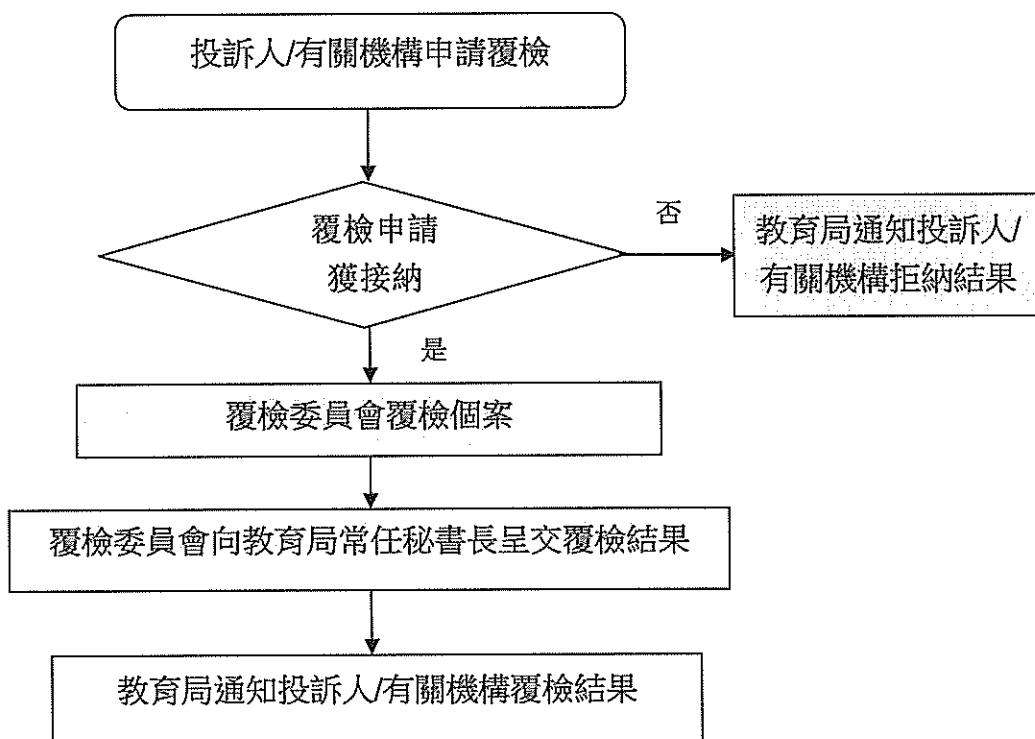 投訴人/有關機構申請覆檢
覆檢申請
獲接納
否
教育局通知投訴人/
有關機構拒納結果
是
覆檢委員會覆檢個案
覆檢委員會向教育局常任秘書長呈交覆檢結果
教育局通知投訴人/有關機構覆檢結果